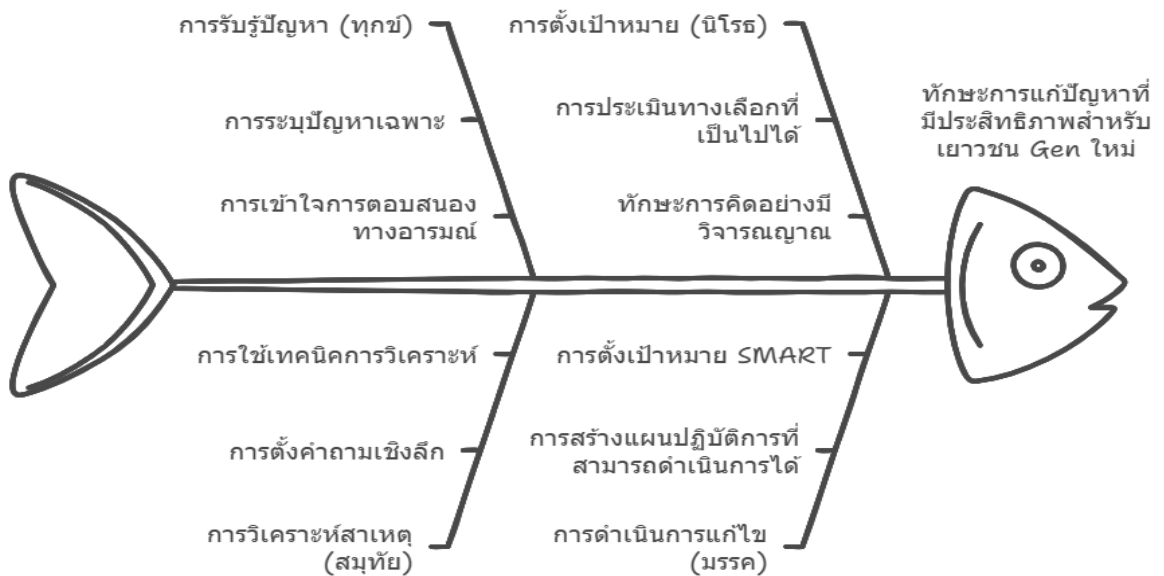 การรับรู้ปัญหา (ทุกข์)
การระบุปัญหาเฉพาะ
การเข้าใจการตอบสนอง
ทางอารมณ์
การตั้งเป้าหมาย (นิโรธ)
การประเมินทางเลือกที่
เป็นไปได้
ทักษะการคิดอย่างมี
วิจารณญาณ
ทักษะการแก้ปัญหาที่
มีประสิทธิภาพสำหรับ
เยาวชน Gen ใหม่
การใช้เทคนิคการวิเคราะห์
การตั้งคำถามเชิงลึก
การวิเคราะห์สาเหตุ
(สมุทัย)
การตั้งเป้าหมาย SMART
การสร้างแผนปฏิบัติการที่
สามารถดำเนินการได้
การดำเนินการแก้ไข
(มรรค)